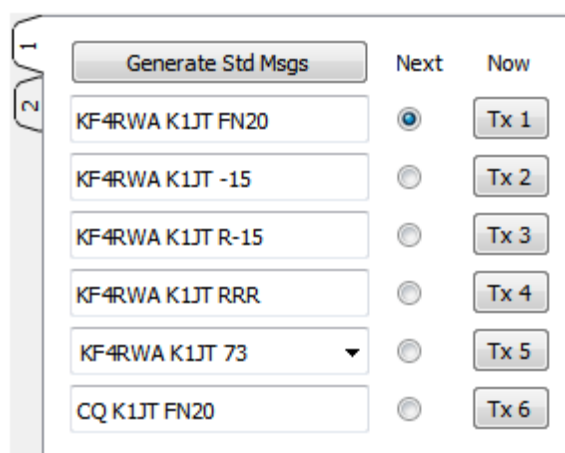 1
Generate Std Msgs Next Now
2
KF4RWA K1JT FN20 Tx 1
KF4RWA K1JT -15 Tx 2
KF4RWA K1JT R-15 Tx 3
KF4RWA K1JT RRR Tx 4
KF4RWA K1JT 73 Tx 5
CQ K1JT FN20 Tx 6